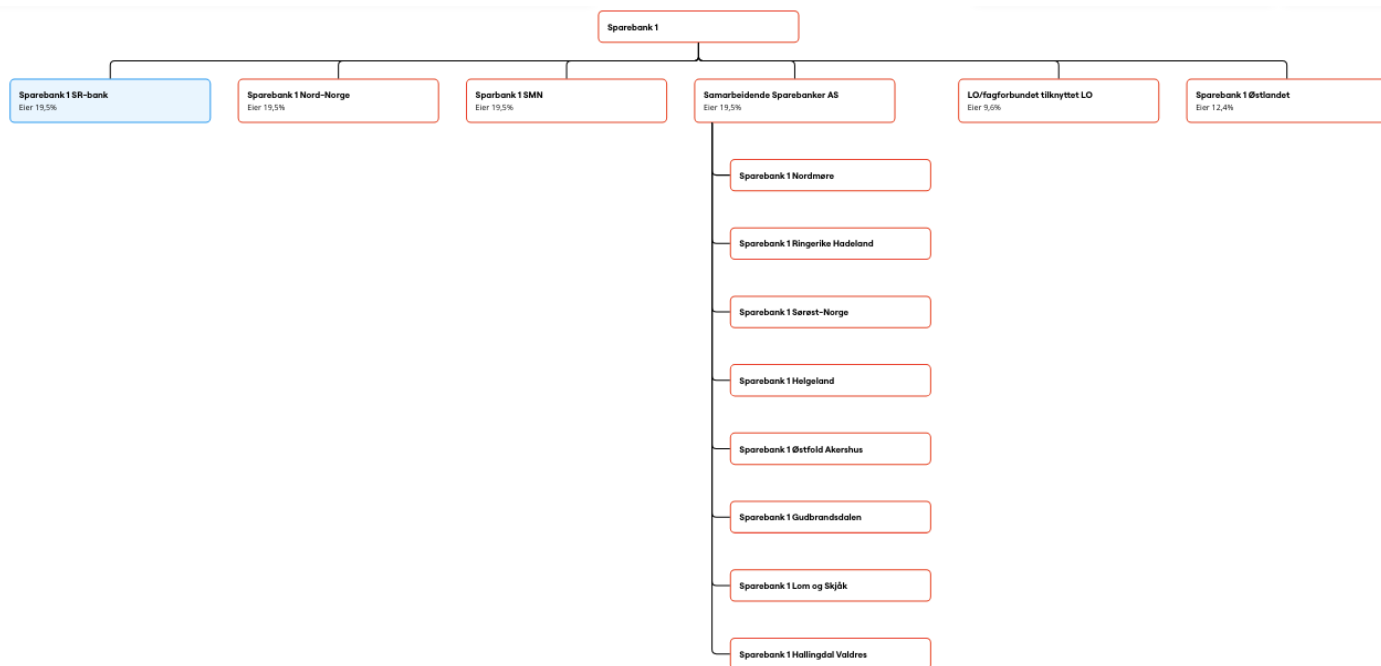 Sparebank 1
Sparebank 1 SR-bank
Eier 19,5%
Sparebank 1 Nord-Norge
Eier 19,5%
Sparbank 1 SMN
Eier 19,5%
Samarbeidende Sparebanker AS
Eier 19,5%
LO/fagforbundet tilknyttet LO
Eier 9,6%
Sparebank 1 Østlandet
Eier 12,4%
Sparebank 1 Nordmøre
Sparebank 1 Ringerike Hadeland
Sparebank 1 Sørøst-Norge
Sparebank 1 Helgeland
Sparebank 1 Østfold Akershus
Sparebank 1 Gudbrandsdalen
Sparebank 1 Lom og Skjåk
Sparebank 1 Hallingdal Valdres